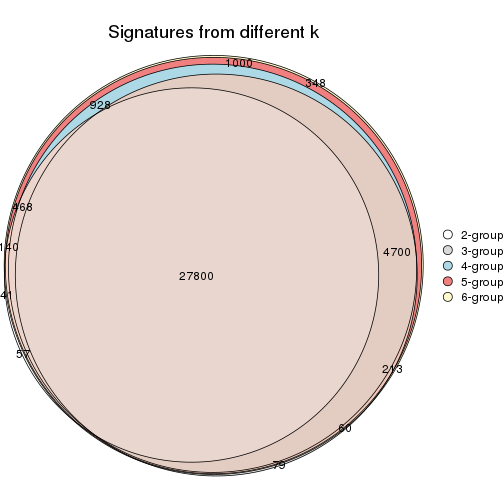 Signatures from different k
1000
348
928
468
140
4700
27800
41
57
213
60
79
2-group
3-group
4-group
5-group
6-group